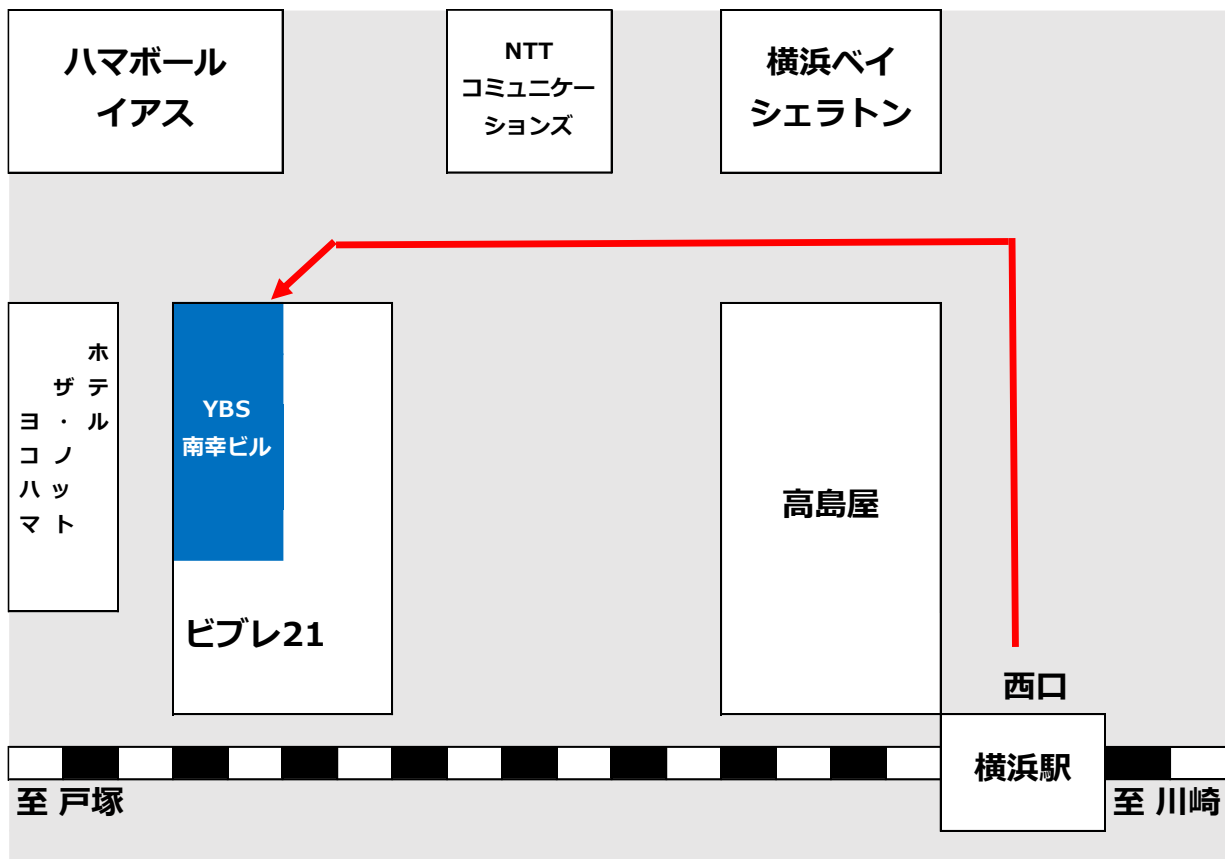 ハマボール
イアス
NTT
コミュニケー
ションズ
横浜ベイ
シェラトン
ホテル
ザ・ノット
ヨコハマ
YBS
南幸ビル
ビブレ21
高島屋
西口
横浜駅
至 戸塚
至 川崎